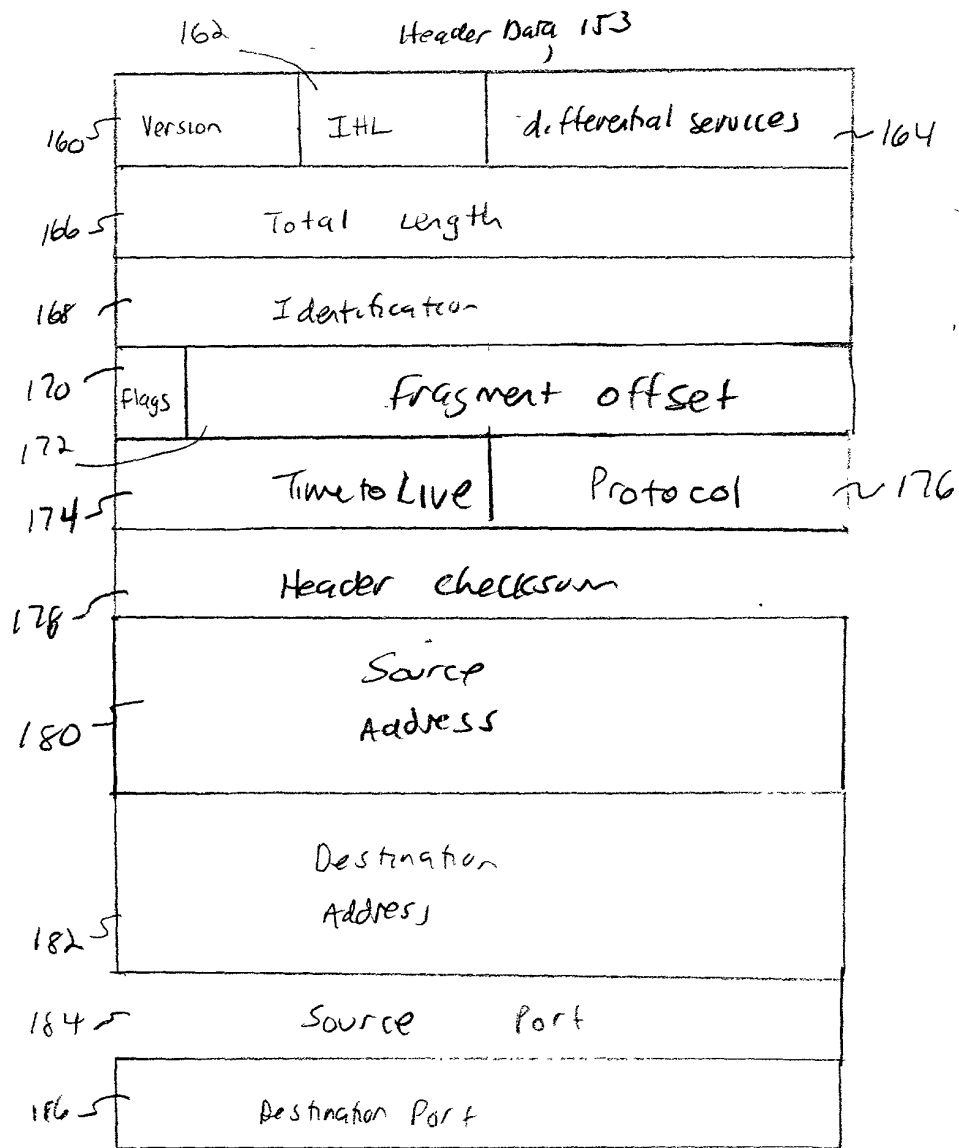 162 Header Data 153
160 Version IHL differential services 164
166 Total Length
168 Identification
170 Flags Fragment offset
172
174 Time to Live Protocol 176
Header checksum
178
Source
180 Address
Destination
Address
182
184 Source Port
186 Destination Port